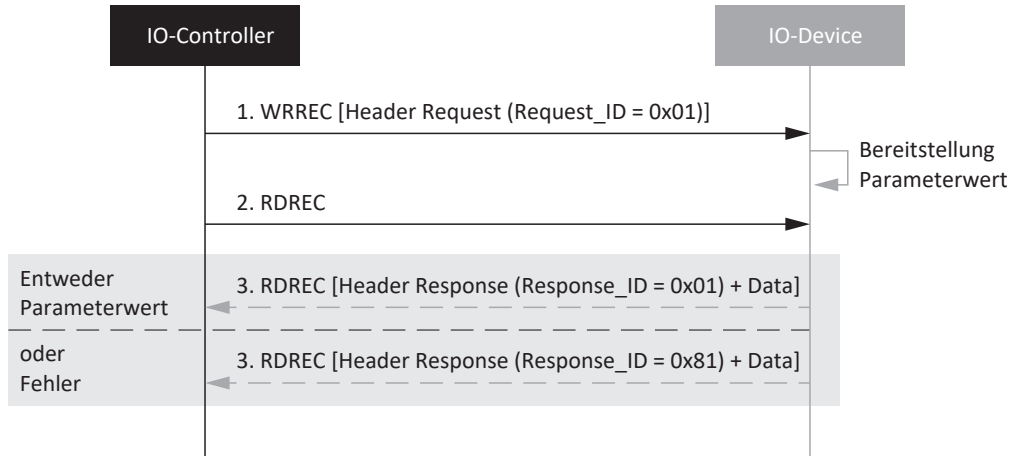 IO-Controller
IO-Device
1. WRREC [Header Request (Request_ID = 0x01)]
Bereitstellung
Parameterwert
2. RDREC
Entweder
Parameterwert
3. RDREC [Header Response (Response_ID = 0x01) + Data]
oder
Fehler
3. RDREC [Header Response (Response_ID = 0x81) + Data]